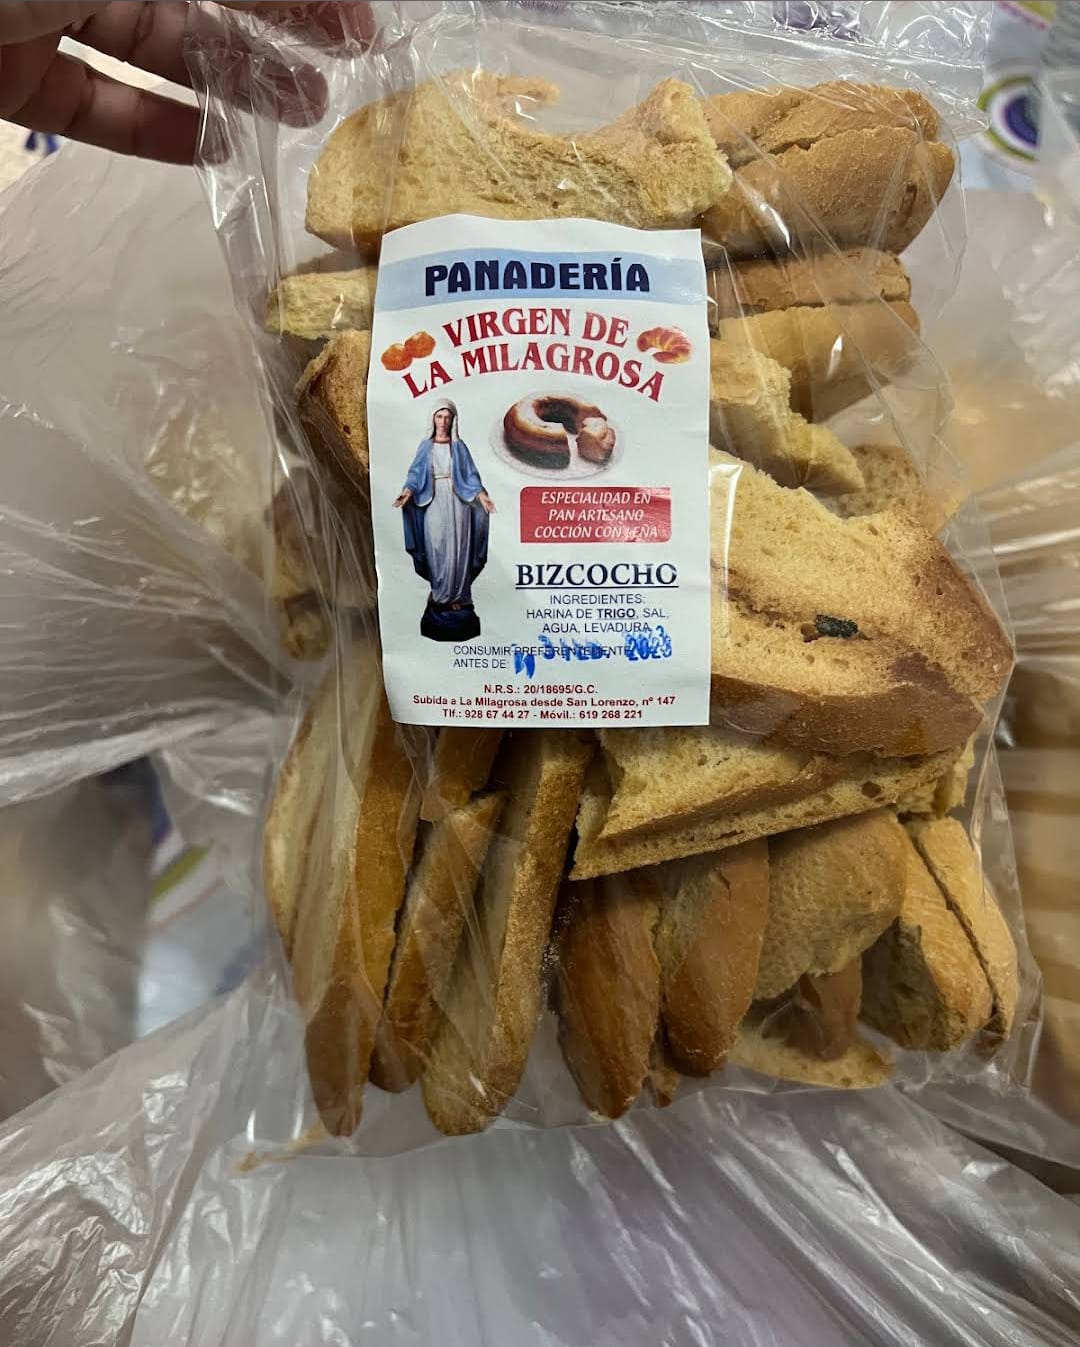 PANADERÍA
VIRGEN DE
LA MILAGROSA
ESPECIALIDAD EN
PAN ARTESANO
COCCIÓN CON LEÑA
BIZCOCHO
INGREDIENTES:
HARINA DE TRIGO, SAL,
AGUA, LEVADURA
CONSUMIR PREFERENTEMENTE
ANTES DE:
N.R.S.: 20/18695/G.C.
Subida a La Milagrosa desde San Lorenzo, nº 147
Tlf.: 928 67 44 27 - Móvil.: 619 268 221